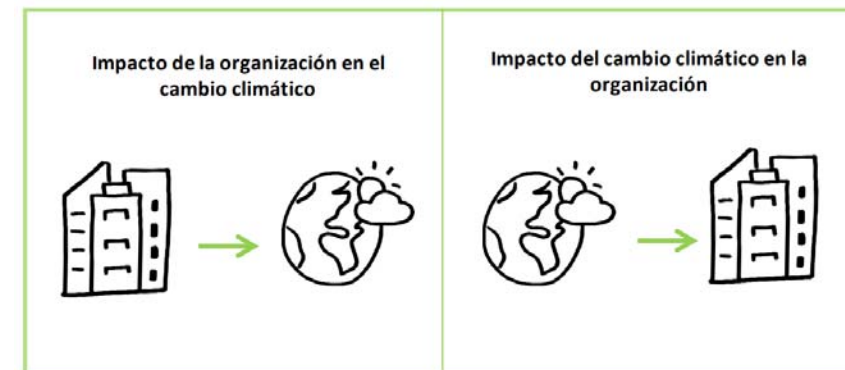 Impacto de la organización en el
cambio climático
Impacto del cambio climático en la
organización